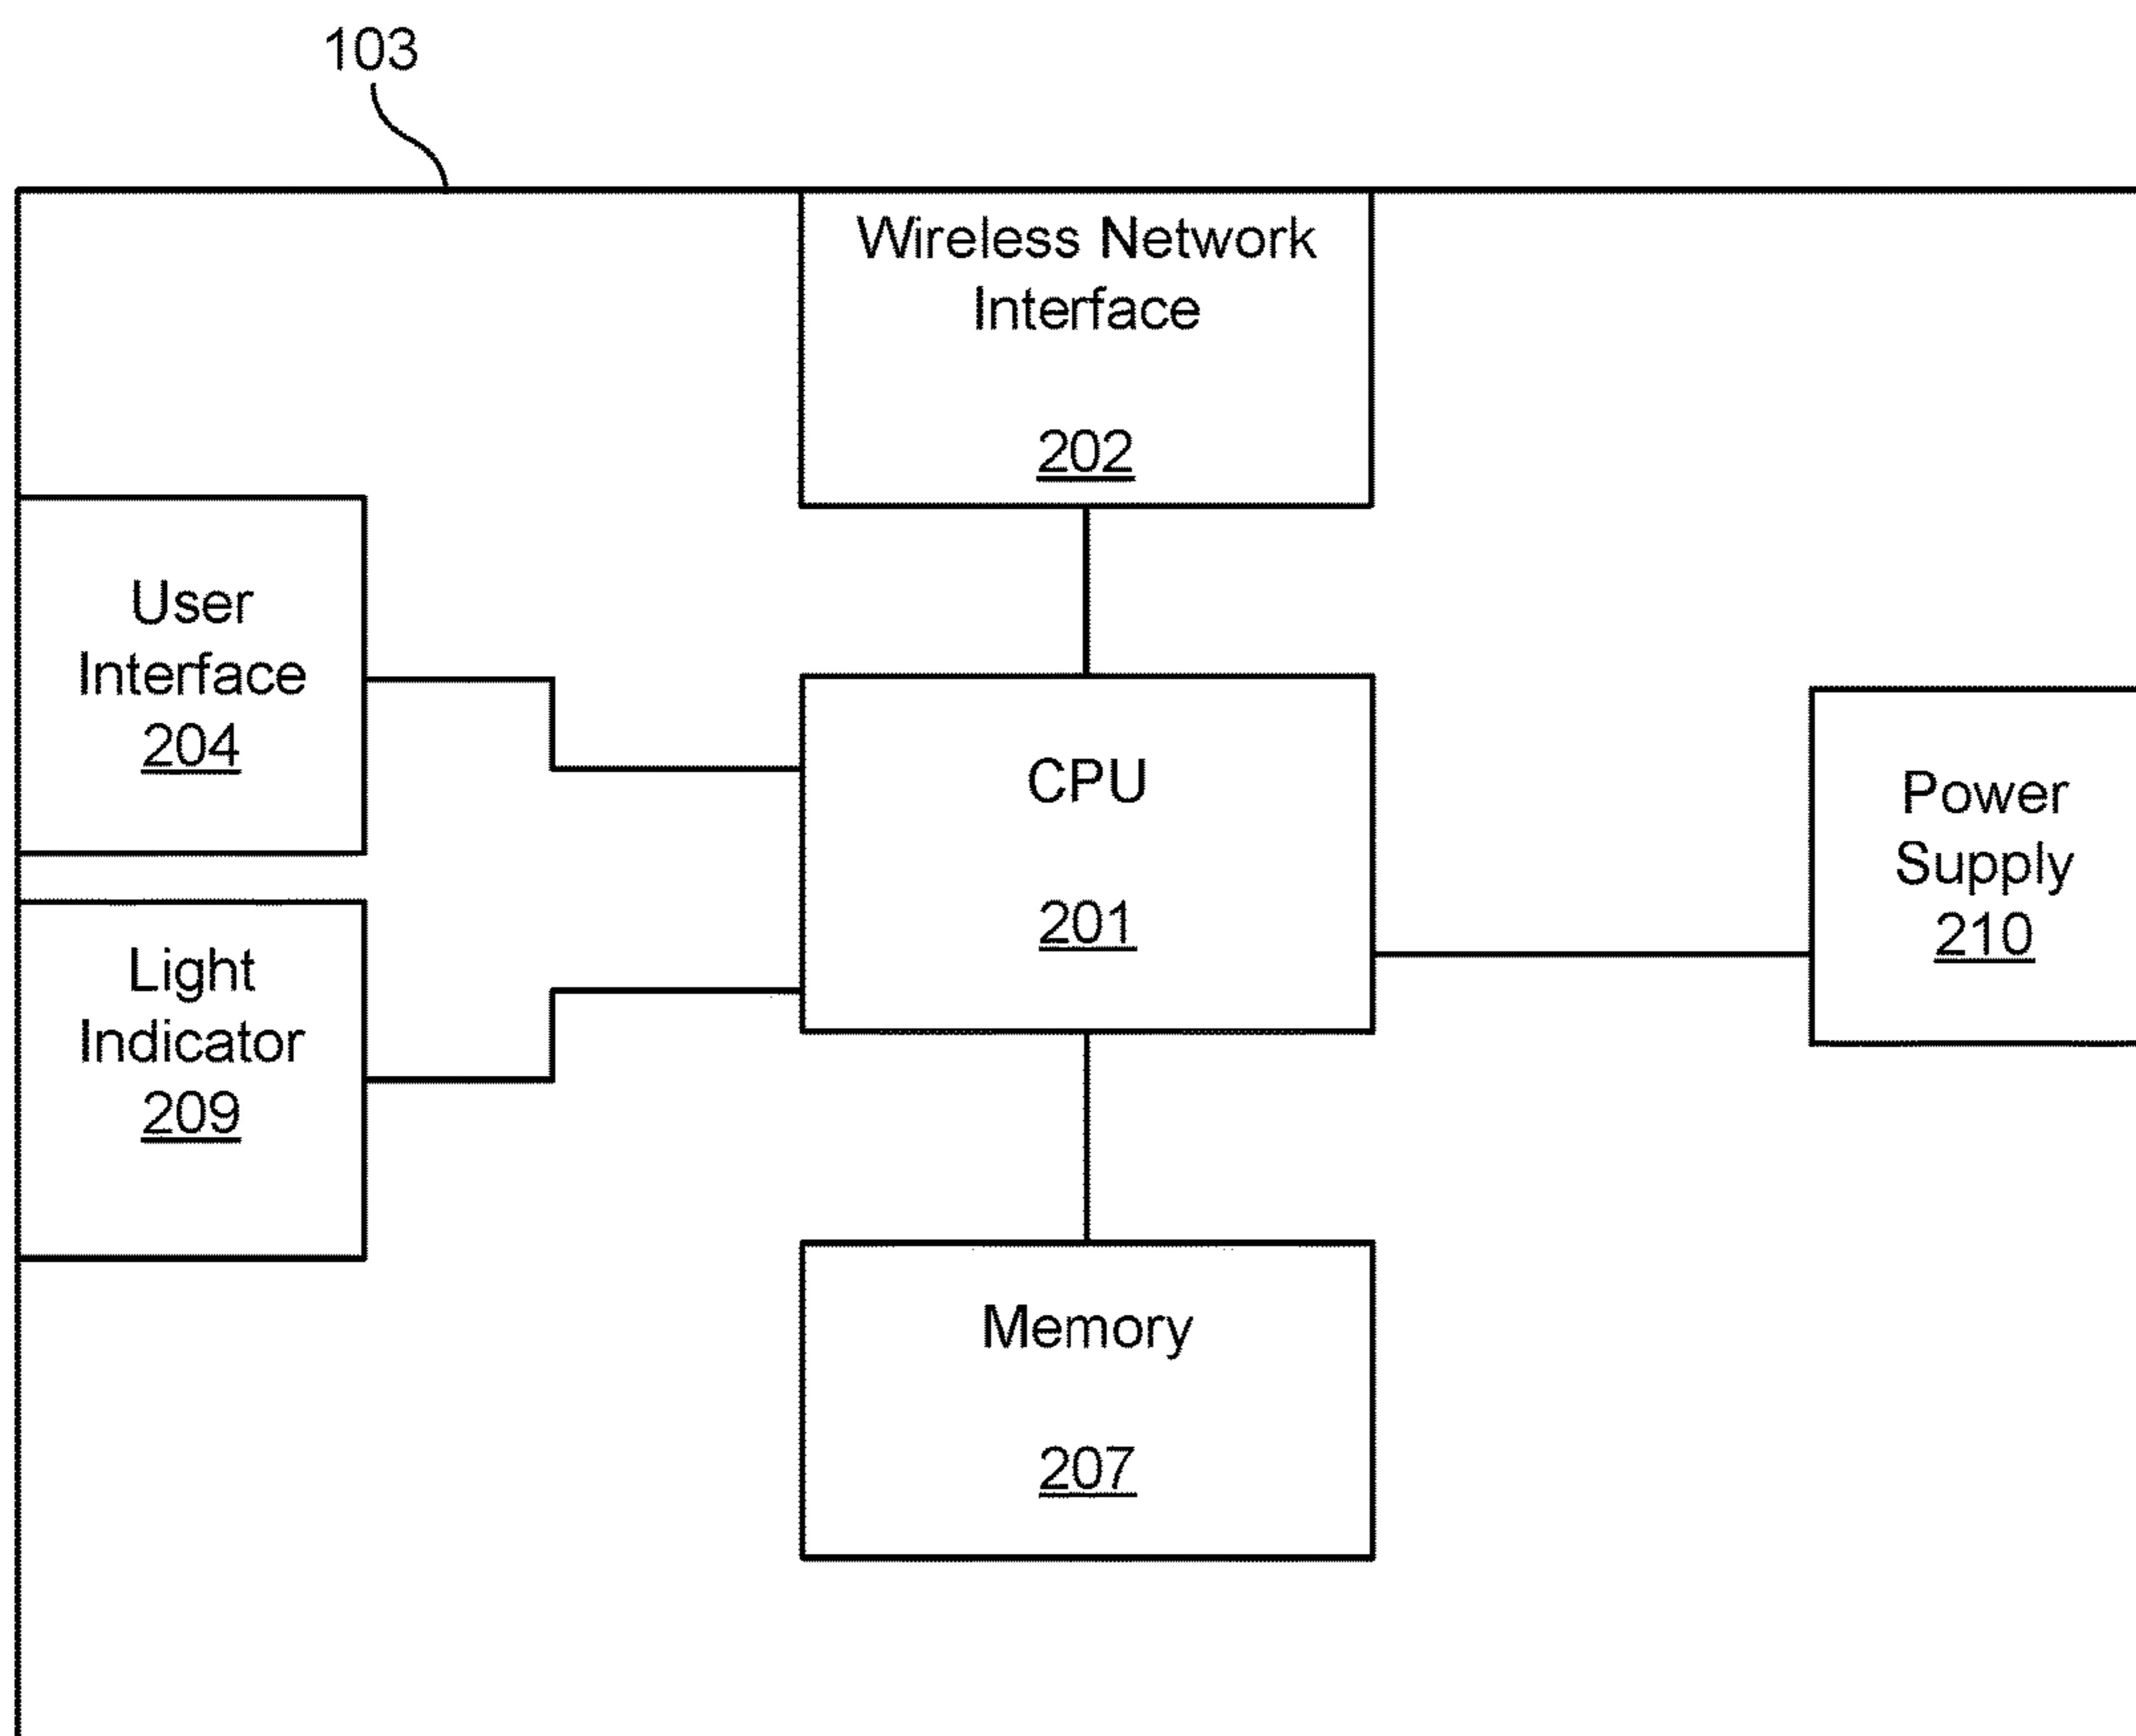 103
Wireless Network
Interface
202
User
Interface
204
CPU
201
Power
Supply
210
Light
Indicator
209
Memory
207